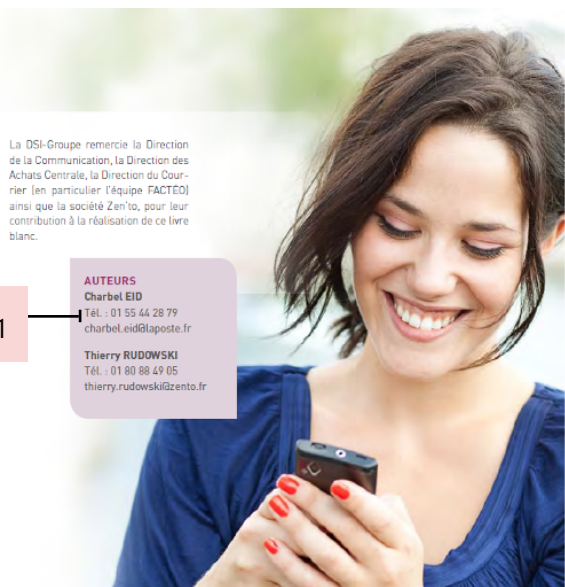 La DSI-Groupe remercie la Direction
de la Communication, la Direction des
Achats Centrale, la Direction du Cour-
rier (en particulier l'équipe FACTÉO)
ainsi que la société Zen'to, pour leur
contribution à la réalisation de ce livre
blanc.
AUTEURS
Charbel EID
Tél. : 01 55 44 28 79
charbel.eid@laposte.fr
Thierry RUDOWSKI
Tél. : 01 80 88 49 05
thierry.rudowski@zento.fr
1